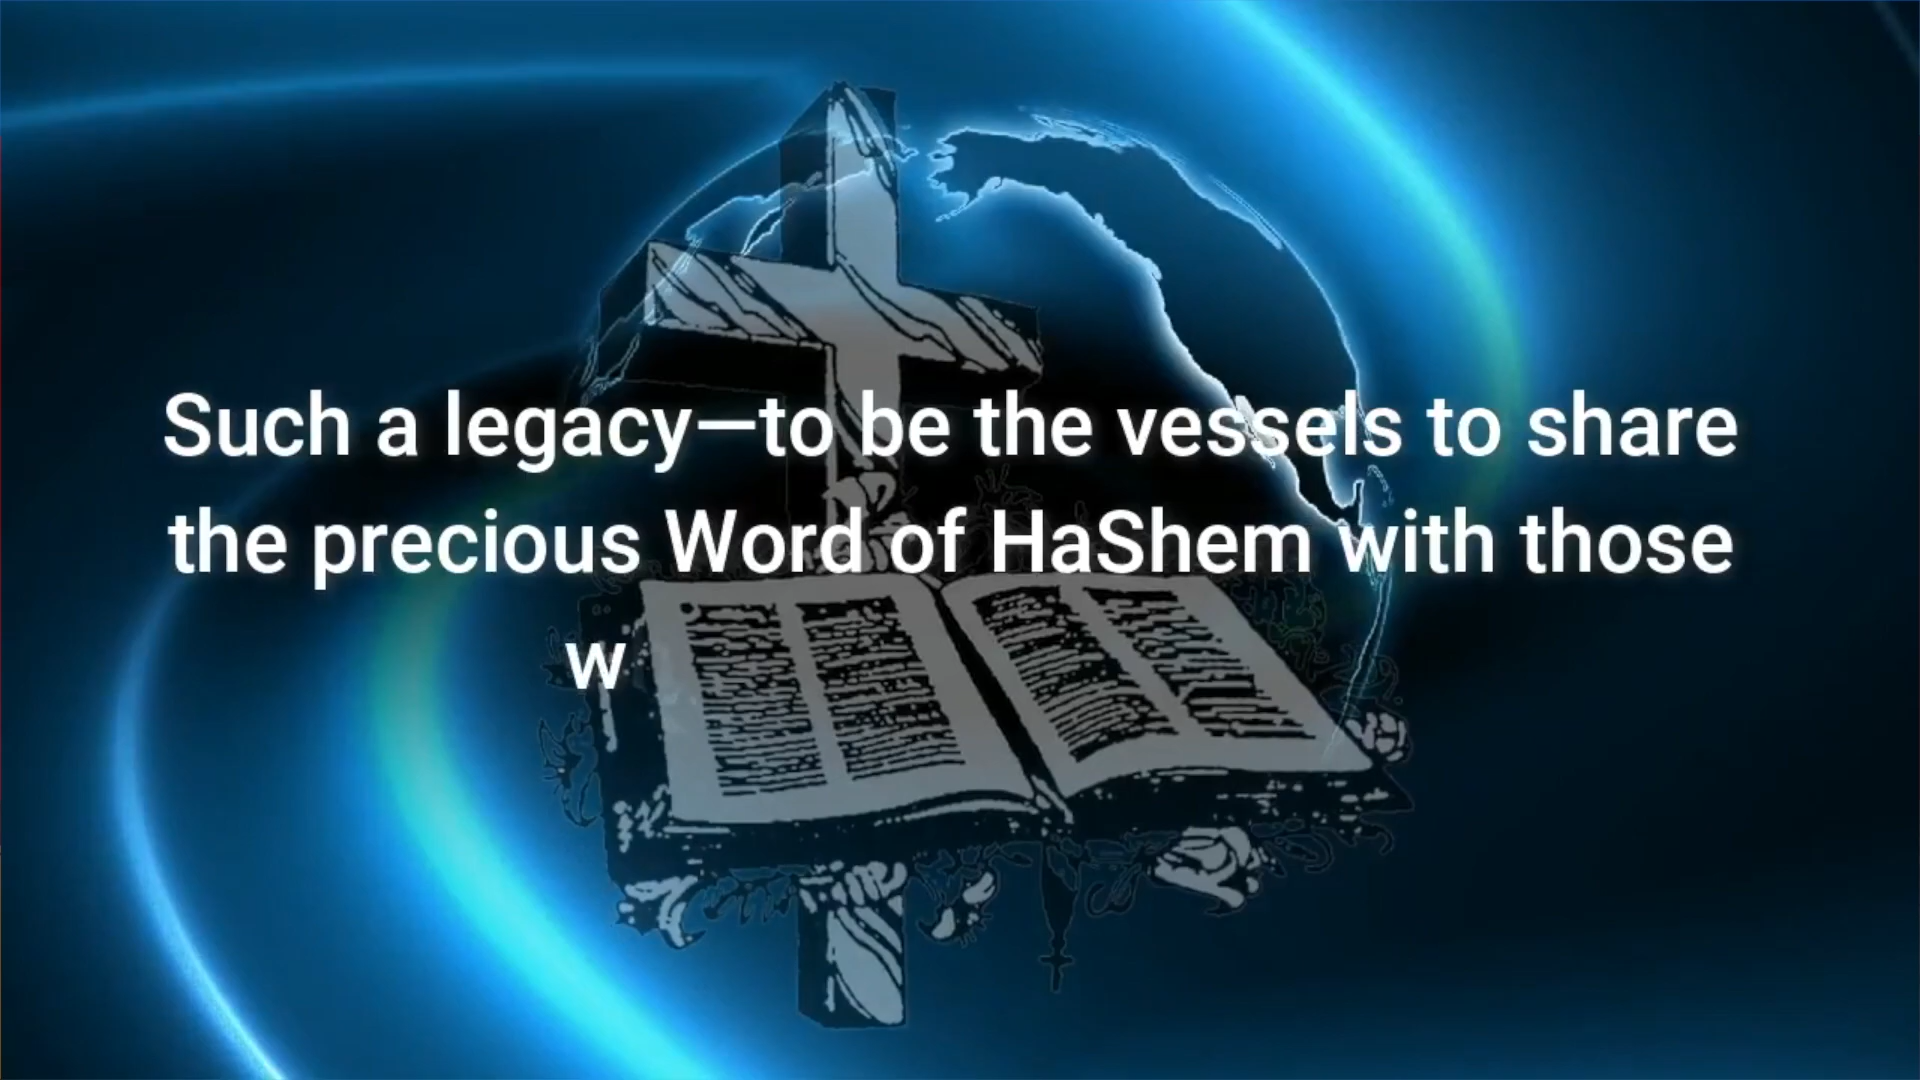 Such a legacy—to be the vessels to share
the precious Word of HaShem with those
w